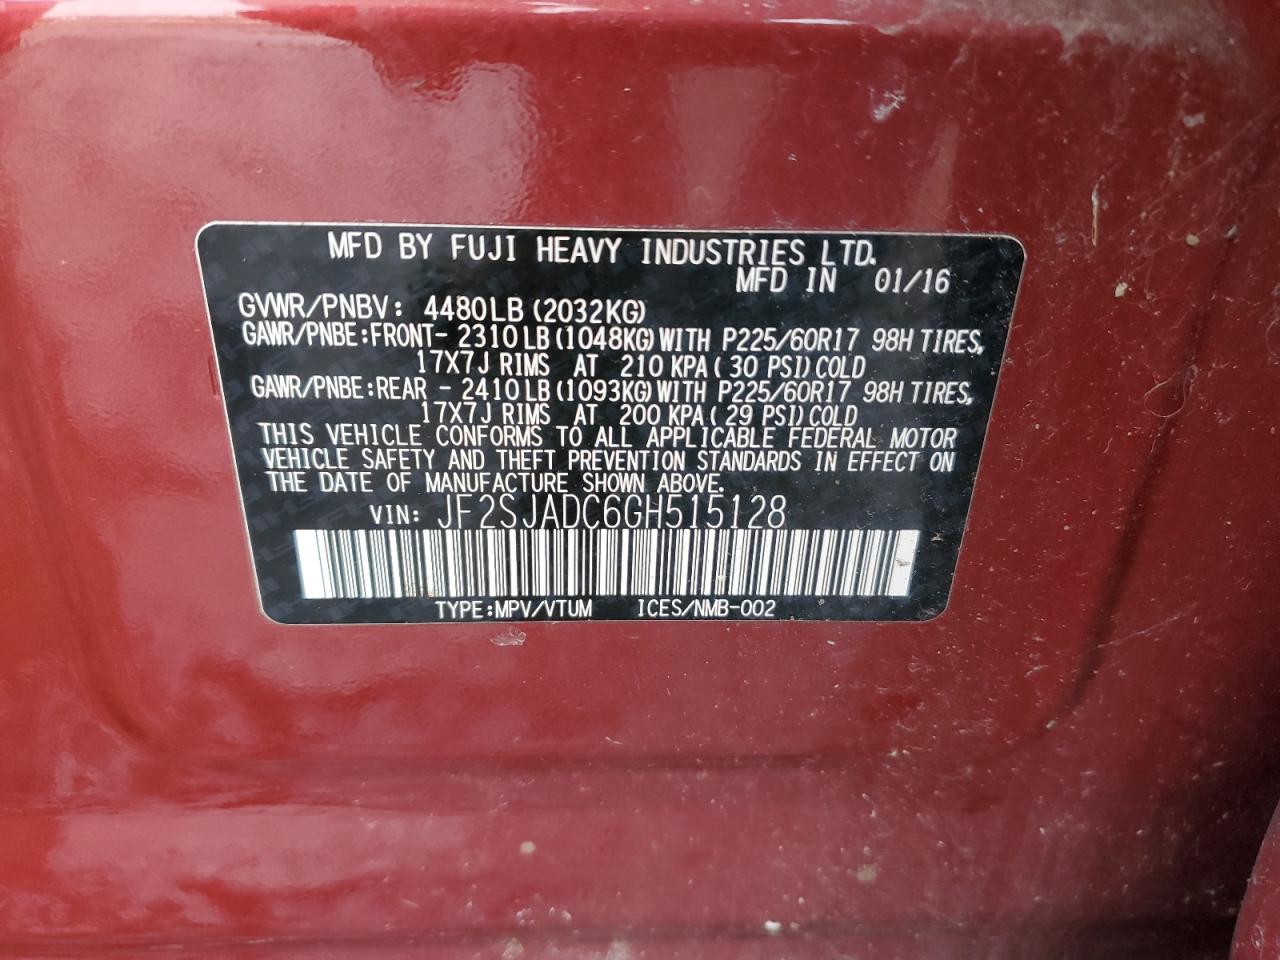 MFD BY FUJI HEAVY INDUSTRIES LTD.
MFD IN 01/16
GVWR/PNBV: 4480LB (2032KG)
GAWR/PNBE:FRONT- 2310LB (1048KG) WITH P225/60R17 98H TIRES,
17X7J RIMS AT 210 KPA ( 30 PSI) COLD
GAWR/PNBE:REAR - 2410LB (1093KG) WITH P225/60R17 98H TIRES,
17X7J RIMS AT 200 KPA ( 29 PSI) COLD
THIS VEHICLE CONFORMS TO ALL APPLICABLE FEDERAL MOTOR
VEHICLE SAFETY AND THEFT PREVENTION STANDARDS IN EFFECT ON
THE DATE OF MANUFACTURE SHOWN ABOVE.
VIN: JF2SJADC6GH515128
TYPE:MPV/VTUM ICES/NMB-002